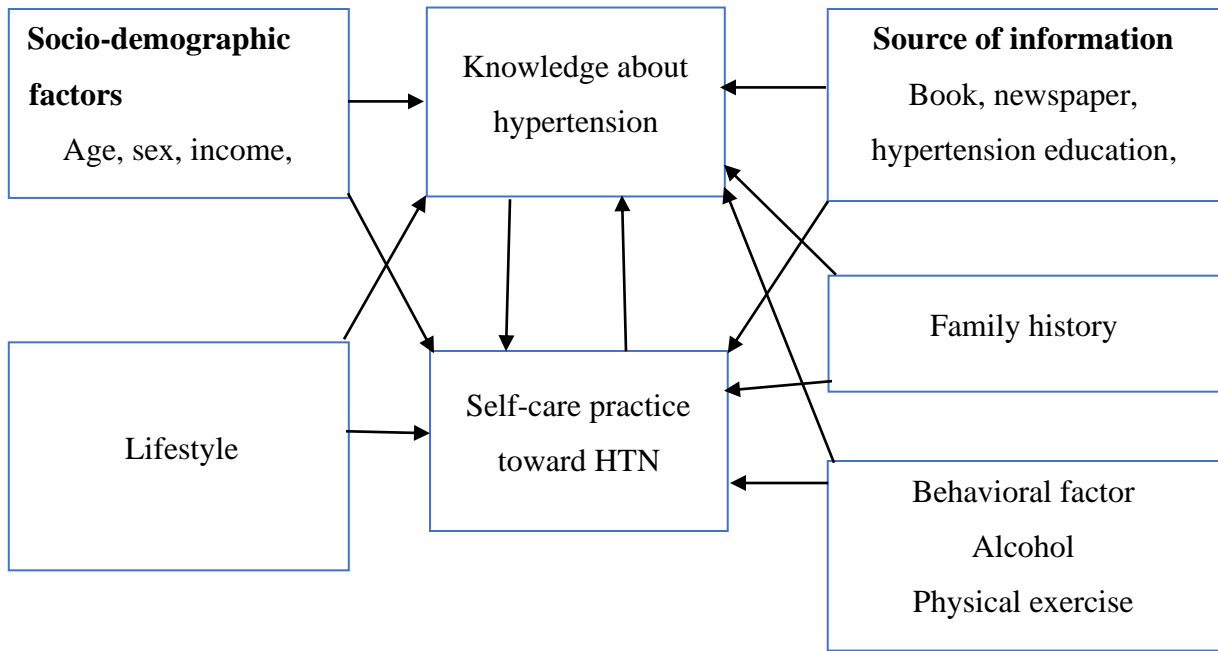 Socio-demographic
factors
Age, sex, income,
Knowledge about
hypertension
Source of information
Book, newspaper,
hypertension education,
Lifestyle
Self-care practice
toward HTN
Family history
Behavioral factor
Alcohol
Physical exercise